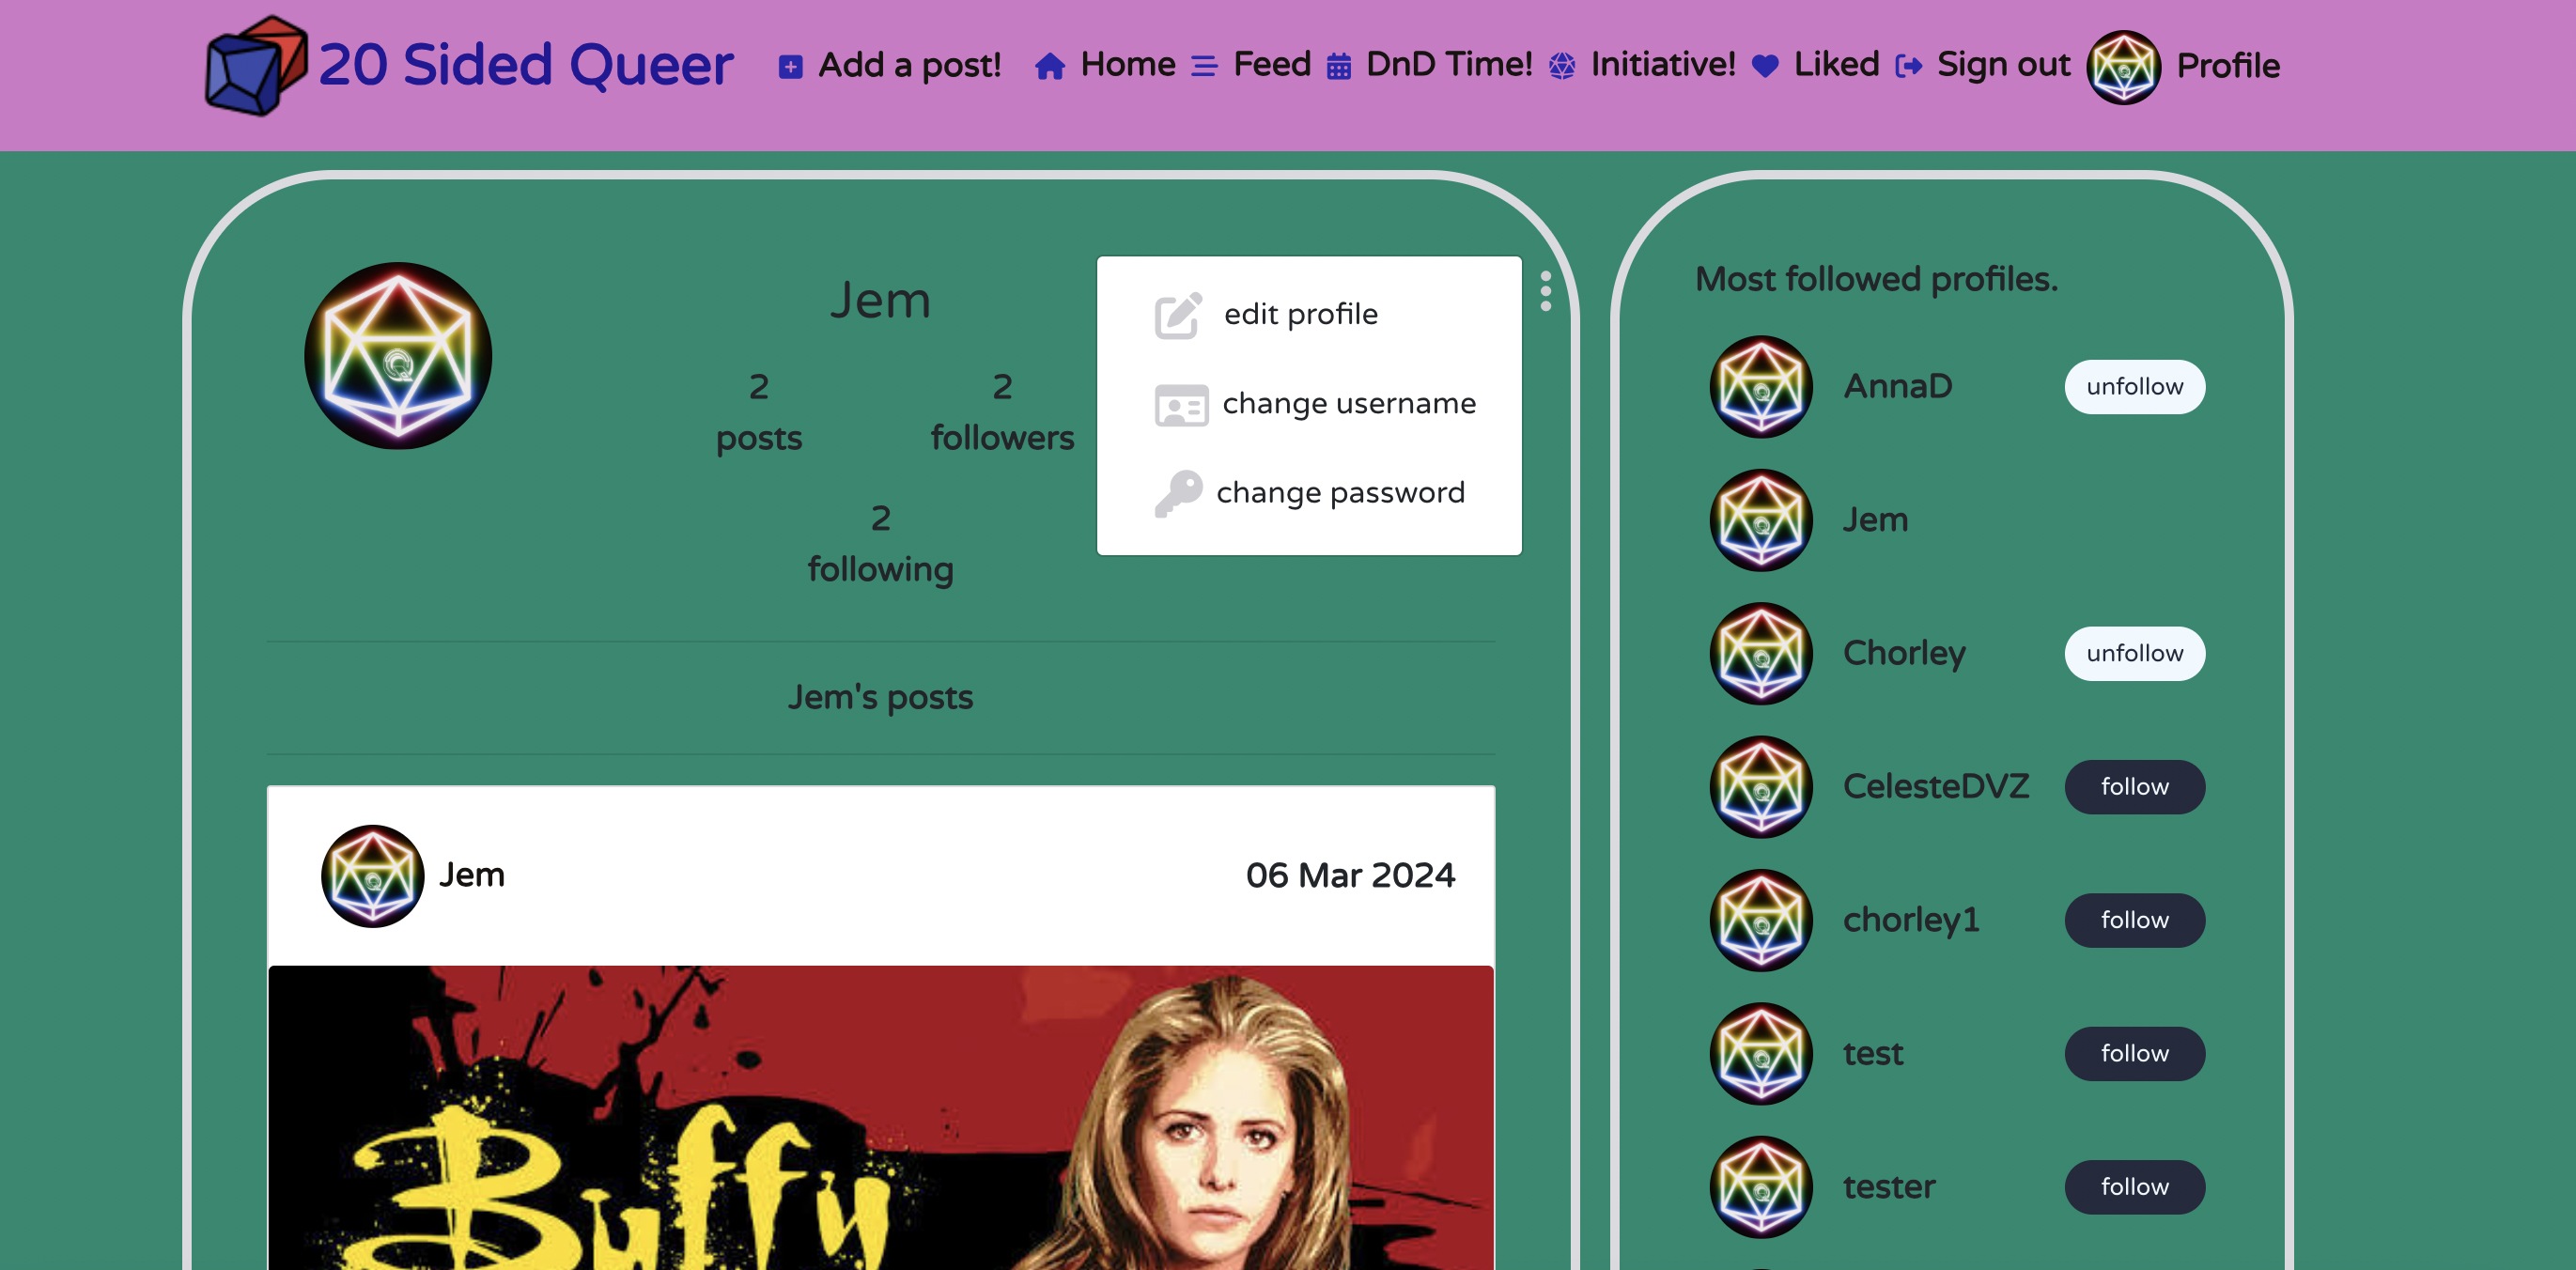 20 Sided Queer
Add a post!
Home
Feed
DnD Time!
Initiative!
Liked
Sign out
Profile
Jem
2
posts
2
followers
2
following
edit profile
change username
change password
Jem's posts
Jem
06 Mar 2024
Buffy
Most followed profiles.
AnnaD
unfollow
Jem
Chorley
unfollow
CelesteDVZ
follow
chorley1
follow
test
follow
tester
follow